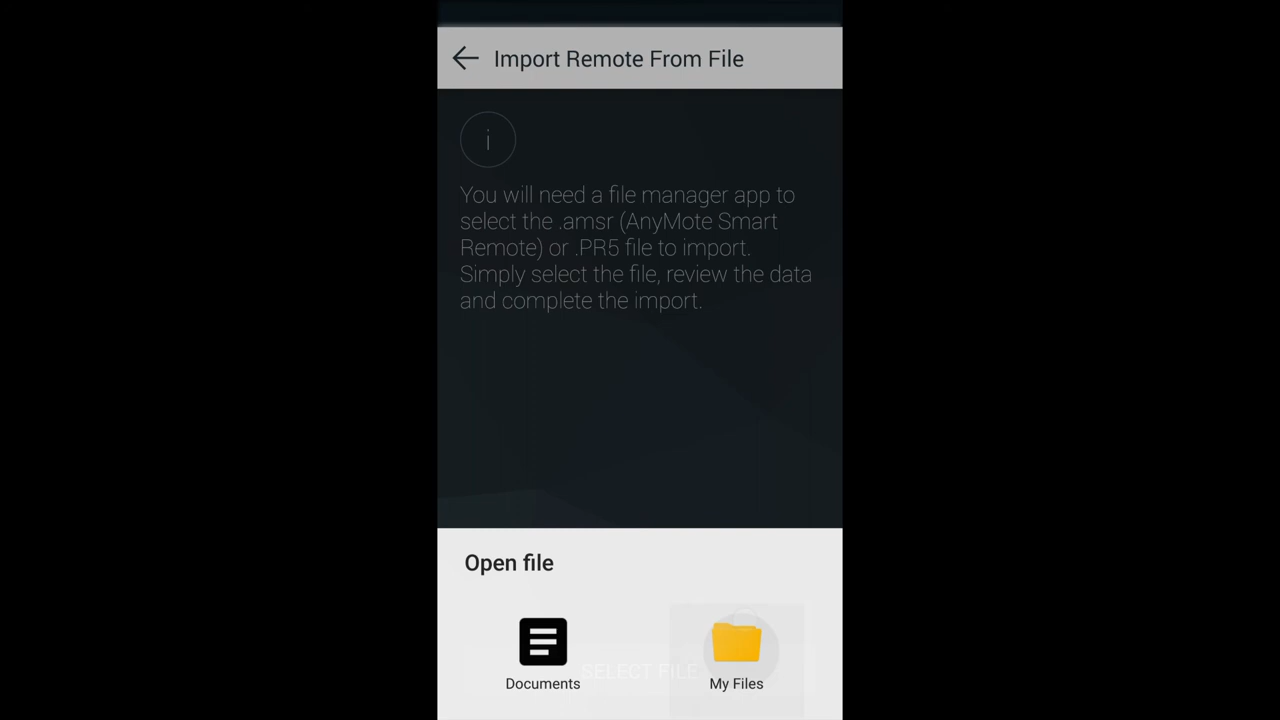 Import Remote From File
i
You will need a file manager app to
select the .amsr (AnyMote Smart
Remote) or .PR5 file to import.
Simply select the file, review the data
and complete the import.
Open file
SELECT FILE
Documents
My Files